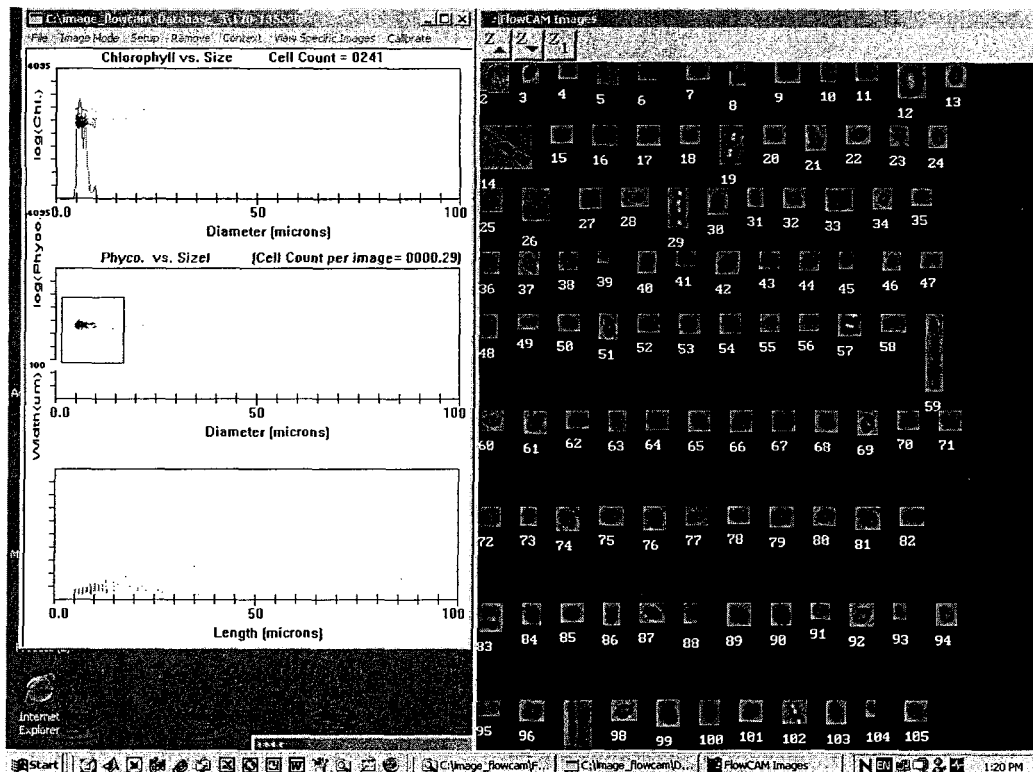 FlowCAM Images
File Image Mode Setup Remove Context View Specific Images Calibrate
Z Z Z1
Chlorophyll vs. Size Cell Count = 0241
4095
log(Chl.)
0.0 50 100
Diameter (microns)
4095
log(Phyco.
Phyco. vs. Size! (Cell Count per image= 0000.29)
0.0 50 100
Diameter (microns)
100
Width(um)
0.0 50 100
Length (microns)
2 3 4 5 6 7 8 9 10 11 12 13
14 15 16 17 18 19 20 21 22 23 24
25 26 27 28 29 30 31 32 33 34 35
36 37 38 39 40 41 42 43 44 45 46 47
48 49 50 51 52 53 54 55 56 57 58 59
60 61 62 63 64 65 66 67 68 69 70 71
72 73 74 75 76 77 78 79 80 81 82
83 84 85 86 87 88 89 90 91 92 93 94
95 96 98 99 100 101 102 103 104 105
Internet
Explorer
Start C:\image_flowcam\F... C:\image_flowcam\D... FlowCAM Images EN 1:20 PM